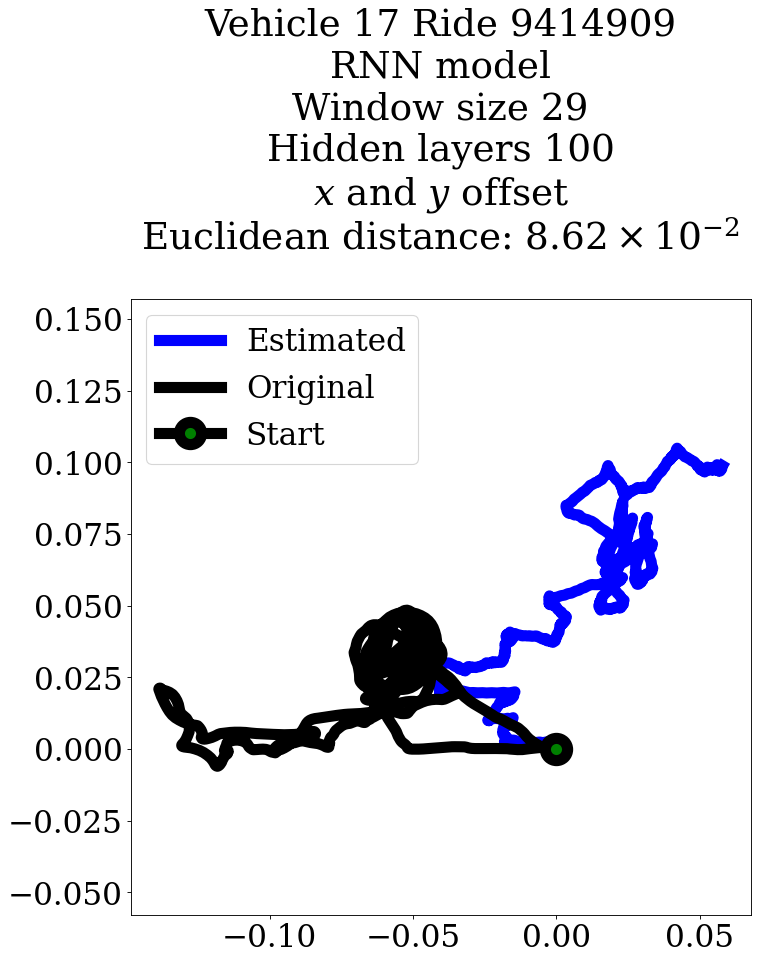 Vehicle 17 Ride 9414909
RNN model
Window size 29
Hidden layers 100
x and y offset
Euclidean distance: 8.62 × 10⁻²
Estimated
Original
Start
0.150
0.125
0.100
0.075
0.050
0.025
0.000
−0.025
−0.050
−0.10
−0.05
0.00
0.05